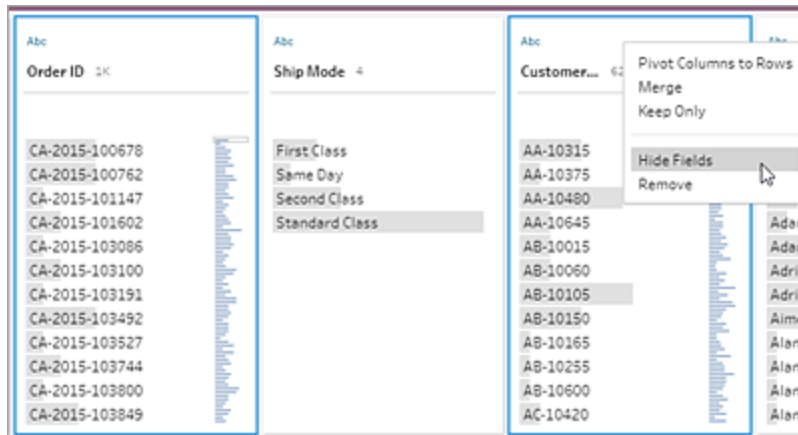 Abc
Order ID 1K
CA-2015-100678
CA-2015-100762
CA-2015-101147
CA-2015-101602
CA-2015-103086
CA-2015-103100
CA-2015-103191
CA-2015-103492
CA-2015-103527
CA-2015-103744
CA-2015-103800
CA-2015-103849
Abc
Ship Mode 4
First Class
Same Day
Second Class
Standard Class
Abc
Customer...
AA-10315
AA-10375
AA-10480
AA-10645
AB-10015
AB-10060
AB-10105
AB-10150
AB-10165
AB-10255
AB-10600
AC-10420
Pivot Columns to Rows
Merge
Keep Only
Hide Fields
Remove